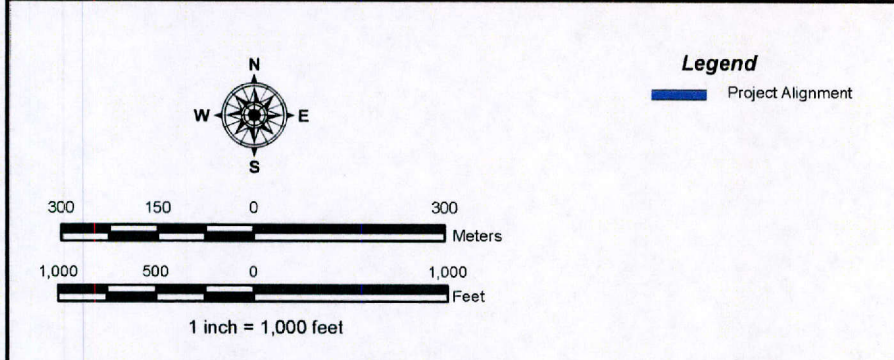 N
W E
S
Legend
Project Alignment
300 150 0 300
Meters
1,000 500 0 1,000
Feet
1 inch = 1,000 feet